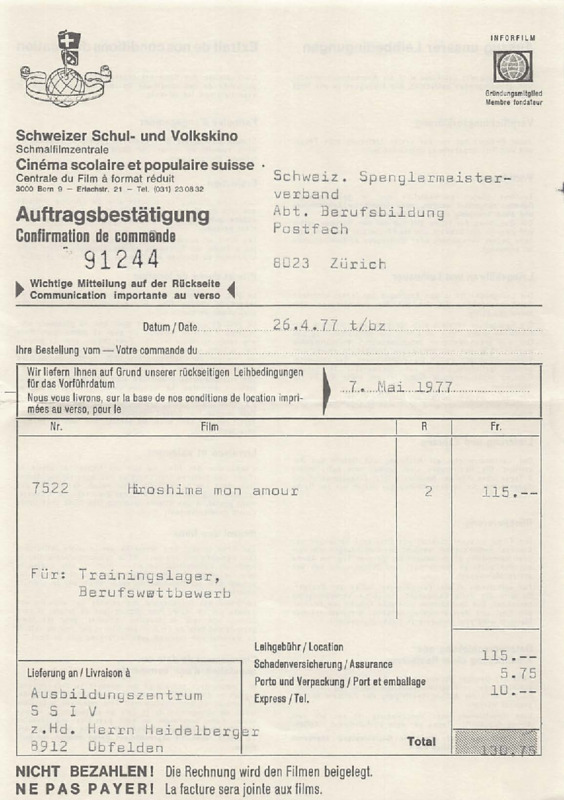 INFORFILM
Gründungsmitglied
Membre fondateur
Schweizer Schul- und Volkskino
Schmalfilmzentrale
Cinéma scolaire et populaire suisse
Centrale du Film à format réduit
3000 Bern 9 – Erlachstr. 21 – Tel. (031) 23 08 32
Schweiz. Spenglermeister-
verband
Abt. Berufsbildung
Postfach
8023 Zürich
Auftragsbestätigung
Confirmation de commande
91244
Wichtige Mitteilung auf der Rückseite
Communication importante au verso
Datum / Date 26.4.77 t/bz
Ihre Bestellung vom — Votre commande du
Wir liefern Ihnen auf Grund unserer rückseitigen Leihbedingungen
für das Vorführdatum
Nous vous livrons, sur la base de nos conditions de location impri-
mées au verso, pour le
7. Mai 1977
Nr. Film R Fr.
7522 Hiroshima mon amour 2 115.--
Für: Trainingslager,
Berufswettbewerb
Leihgebühr / Location 115.--
Schadenversicherung / Assurance 5.75
Porto und Verpackung / Port et emballage 10.--
Express / Tel.
Total 130.75
Lieferung an / Livraison à
Ausbildungszentrum
S S I V
z.Hd. Herrn Heidelberger
8912 Obfelden
NICHT BEZAHLEN! Die Rechnung wird den Filmen beigelegt.
NE PAS PAYER! La facture sera jointe aux films.